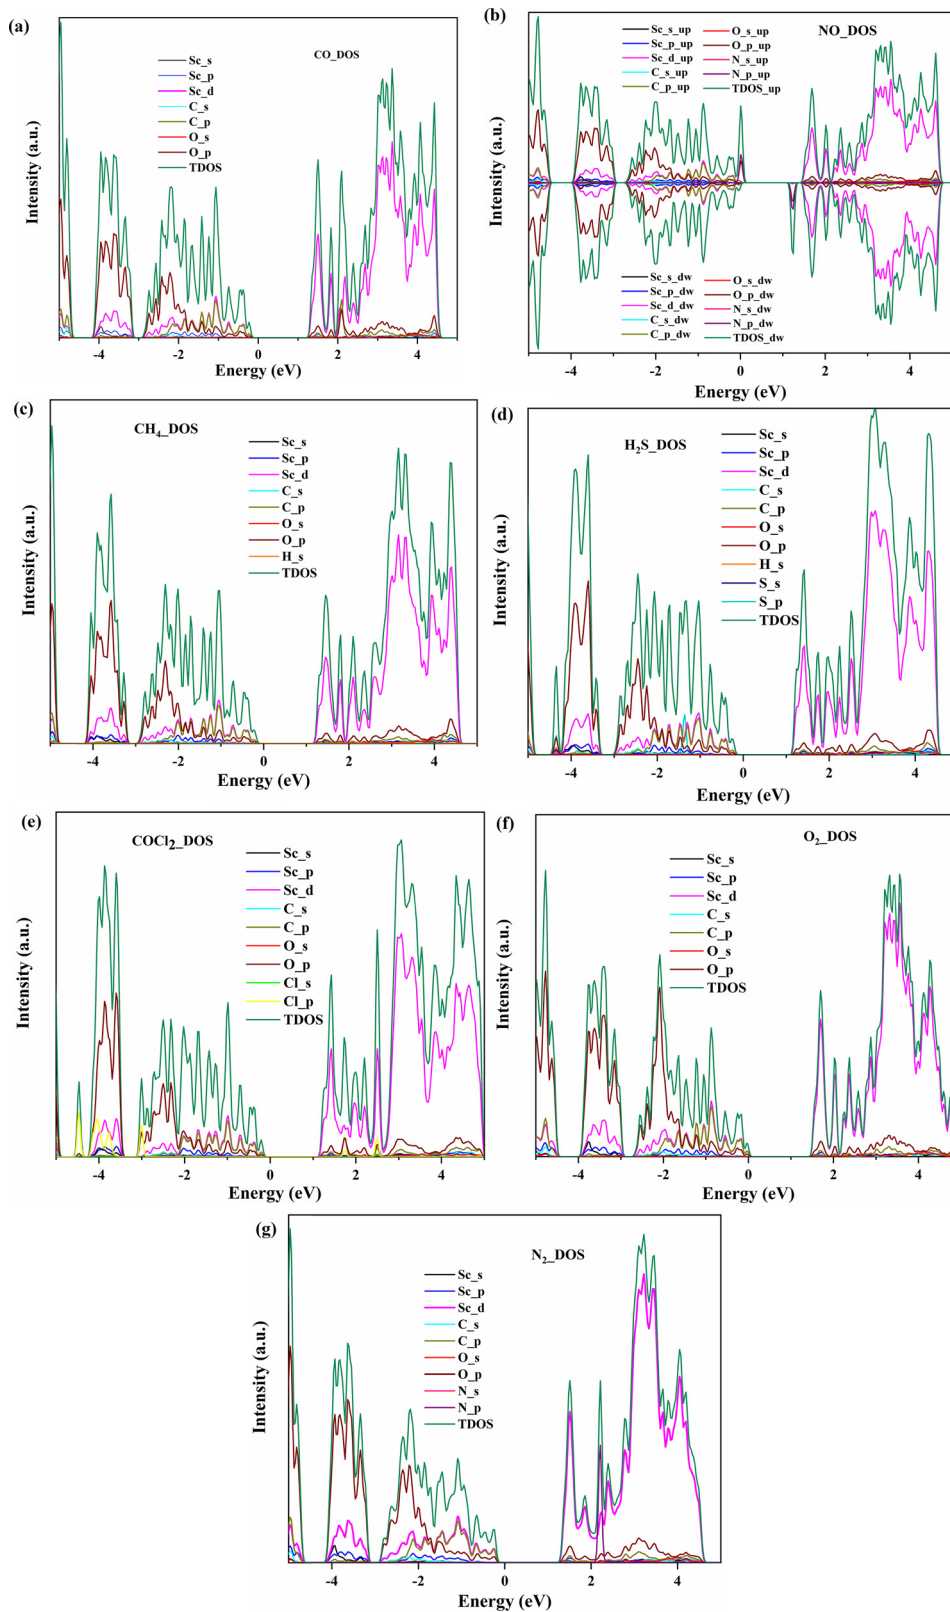 (a)
CO_DOS
Sc_s
Sc_p
Sc_d
C_s
C_p
O_s
O_p
TDOS
Intensity (a.u.)
-4
-2
0
2
4
Energy (eV)
(b)
NO_DOS
Sc_s_up
Sc_p_up
Sc_d_up
C_s_up
C_p_up
O_s_up
O_p_up
N_s_up
N_p_up
TDOS_up
Sc_s_dw
Sc_p_dw
Sc_d_dw
C_s_dw
C_p_dw
O_s_dw
O_p_dw
N_s_dw
N_p_dw
TDOS_dw
Intensity (a.u.)
-4
-2
0
2
4
Energy (eV)
(c)
CH₄_DOS
Sc_s
Sc_p
Sc_d
C_s
C_p
O_s
O_p
H_s
TDOS
Intensity (a.u.)
-4
-2
0
2
4
Energy (eV)
(d)
H₂S_DOS
Sc_s
Sc_p
Sc_d
C_s
C_p
O_s
O_p
H_s
S_s
S_p
TDOS
Intensity (a.u.)
-4
-2
0
2
4
Energy (eV)
(e)
COCl₂_DOS
Sc_s
Sc_p
Sc_d
C_s
C_p
O_s
O_p
Cl_s
Cl_p
TDOS
Intensity (a.u.)
-4
-2
0
2
4
Energy (eV)
(f)
O₂_DOS
Sc_s
Sc_p
Sc_d
C_s
C_p
O_s
O_p
TDOS
Intensity (a.u.)
-4
-2
0
2
4
Energy (eV)
(g)
N₂_DOS
Sc_s
Sc_p
Sc_d
C_s
C_p
O_s
O_p
N_s
N_p
TDOS
Intensity (a.u.)
-4
-2
0
2
4
Energy (eV)